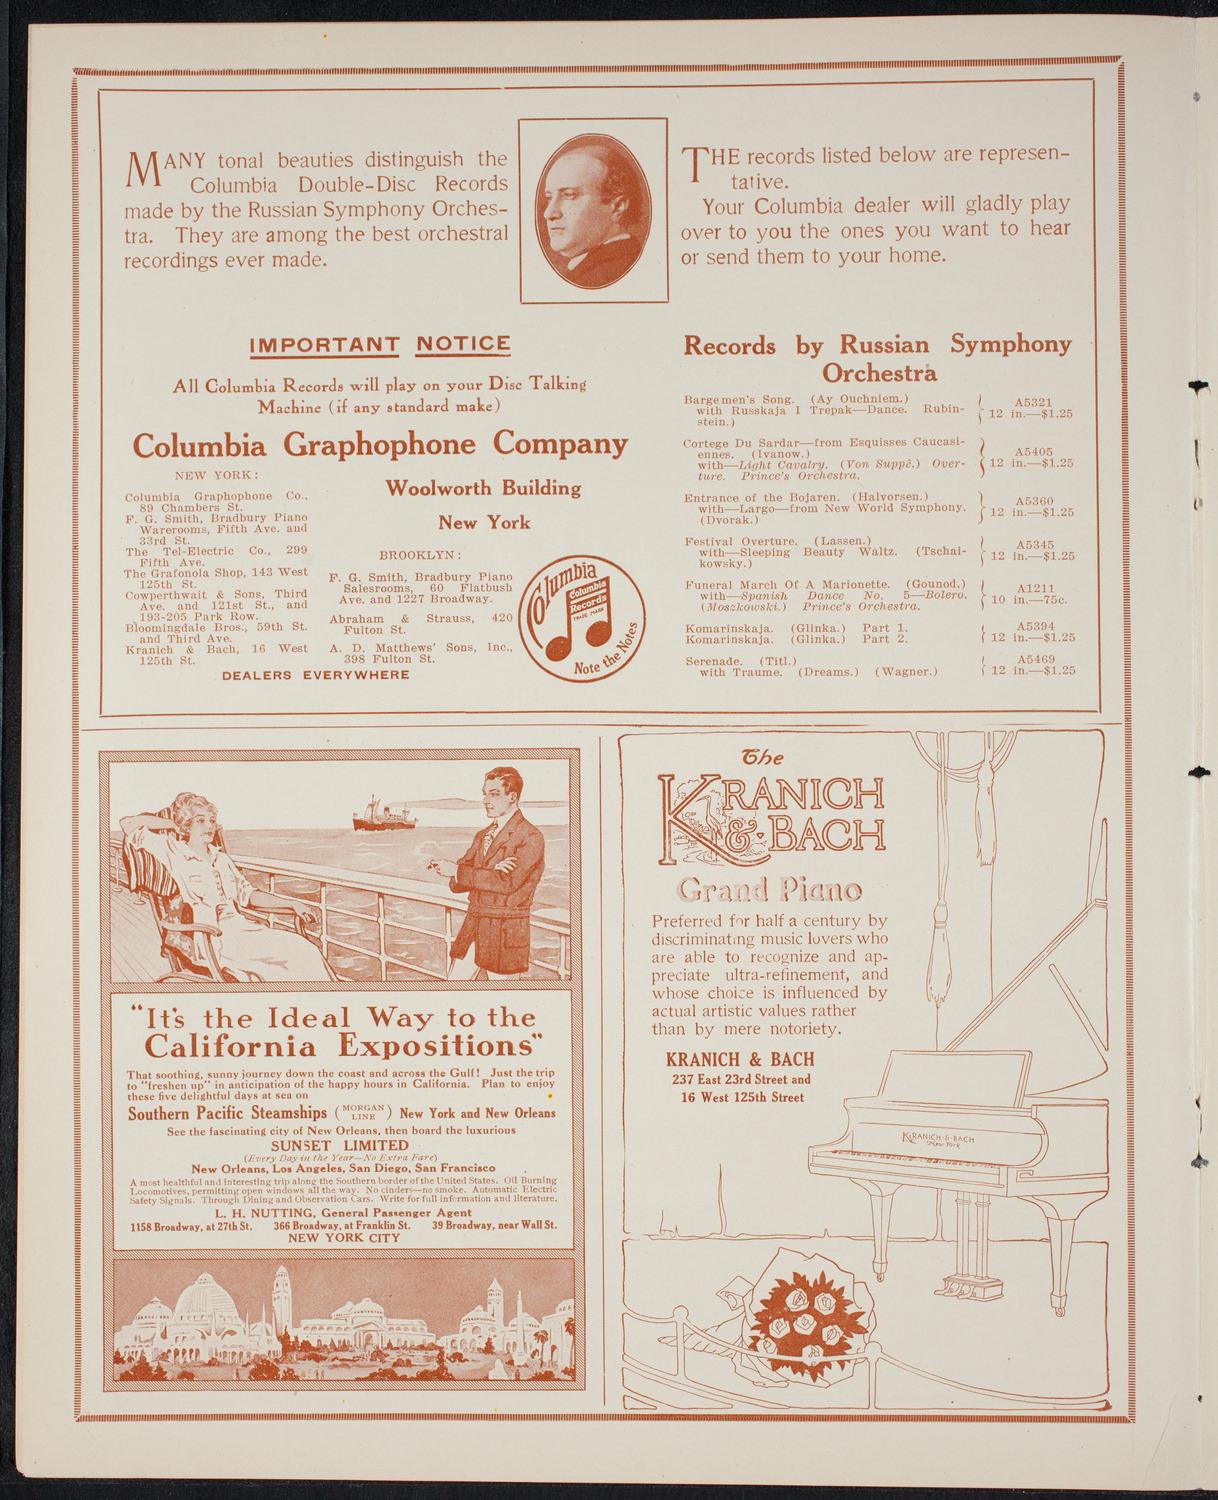 MANY tonal beauties distinguish the
Columbia Double-Disc Records
made by the Russian Symphony Orches-
tra. They are among the best orchestral
recordings ever made.
THE records listed below are represen-
tative.
Your Columbia dealer will gladly play
over to you the ones you want to hear
or send them to your home.
IMPORTANT NOTICE
All Columbia Records will play on your Disc Talking
Machine (if any standard make)
Columbia Graphophone Company
NEW YORK:
Columbia Graphophone Co.,
89 Chambers St.
F. G. Smith, Bradbury Piano
Warerooms, Fifth Ave. and
33rd St.
The Tel-Electric Co., 299
Fifth Ave.
The Grafonola Shop, 143 West
125th St.
Cowperthwait & Sons, Third
Ave. and 121st St., and
193-205 Park Row.
Bloomingdale Bros., 59th St.
and Third Ave.
Kranich & Bach, 16 West
125th St.
Woolworth Building
New York
BROOKLYN:
F. G. Smith, Bradbury Piano
Salesrooms, 60 Flatbush
Ave. and 1227 Broadway.
Abraham & Strauss, 420
Fulton St.
A. D. Matthews' Sons, Inc.,
398 Fulton St.
DEALERS EVERYWHERE
Columbia
Columbia
Records
TRADE MARK
Note the Notes
Records by Russian Symphony
Orchestra
Bargemen's Song. (Ay Ouchniem.)
with Russkaja I Trepak—Dance. Rubin-
stein.)
A5321
12 in.—$1.25
Cortege Du Sardar—from Esquisses Caucasi-
ennes. (Ivanow.)
with—Light Cavalry. (Von Suppê.) Over-
ture. Prince's Orchestra.
A5405
12 in.—$1.25
Entrance of the Bojaren. (Halvorsen.)
with—Largo—from New World Symphony.
(Dvorak.)
A5360
12 in.—$1.25
Festival Overture. (Lassen.)
with—Sleeping Beauty Waltz. (Tschai-
kowsky.)
A5345
12 in.—$1.25
Funeral March Of A Marionette. (Gounod.)
with—Spanish Dance No. 5—Bolero.
(Moszkowski.) Prince's Orchestra.
A1211
10 in.—75c.
Komarinskaja. (Glinka.) Part 1.
Komarinskaja. (Glinka.) Part 2.
A5394
12 in.—$1.25
Serenade. (Titl.)
with Traume. (Dreams.) (Wagner.)
A5469
12 in.—$1.25
"It's the Ideal Way to the
California Expositions"
That soothing, sunny journey down the coast and across the Gulf! Just the trip
to "freshen up" in anticipation of the happy hours in California. Plan to enjoy
these five delightful days at sea on
Southern Pacific Steamships (MORGAN LINE) New York and New Orleans
See the fascinating city of New Orleans, then board the luxurious
SUNSET LIMITED
(Every Day in the Year—No Extra Fare)
New Orleans, Los Angeles, San Diego, San Francisco
A most healthful and interesting trip along the Southern border of the United States. Oil Burning
Locomotives, permitting open windows all the way. No cinders—no smoke. Automatic Electric
Safety Signals. Through Dining and Observation Cars. Write for full information and literature.
L. H. NUTTING, General Passenger Agent
1158 Broadway, at 27th St. 366 Broadway, at Franklin St. 39 Broadway, near Wall St.
NEW YORK CITY
The
KRANICH
& BACH
Grand Piano
Preferred for half a century by
discriminating music lovers who
are able to recognize and ap-
preciate ultra-refinement, and
whose choice is influenced by
actual artistic values rather
than by mere notoriety.
KRANICH & BACH
237 East 23rd Street and
16 West 125th Street
KRANICH & BACH
New York